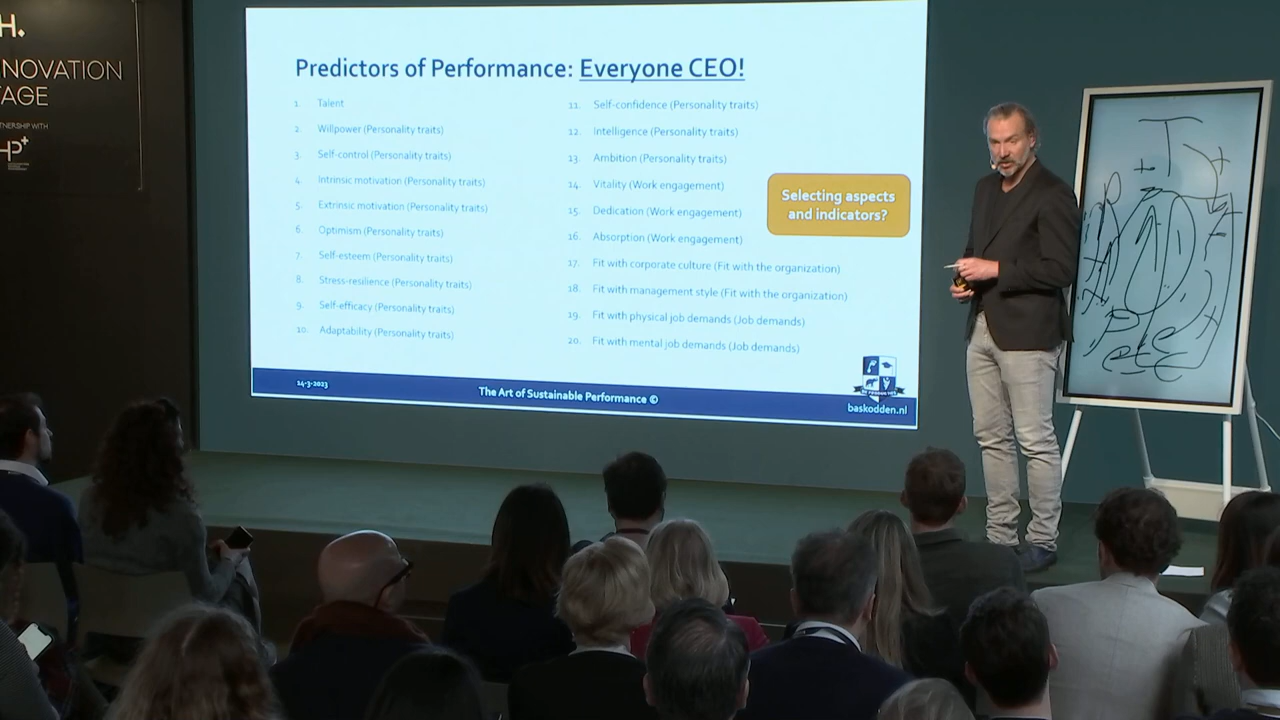 H.
NOVATION
AGE
TNERSHIP WITH
HP+
Predictors of Performance: Everyone CEO!
1. Talent
2. Willpower (Personality traits)
3. Self-control (Personality traits)
4. Intrinsic motivation (Personality traits)
5. Extrinsic motivation (Personality traits)
6. Optimism (Personality traits)
7. Self-esteem (Personality traits)
8. Stress-resilience (Personality traits)
9. Self-efficacy (Personality traits)
10. Adaptability (Personality traits)
11. Self-confidence (Personality traits)
12. Intelligence (Personality traits)
13. Ambition (Personality traits)
14. Vitality (Work engagement)
15. Dedication (Work engagement)
16. Absorption (Work engagement)
17. Fit with corporate culture (Fit with the organization)
18. Fit with management style (Fit with the organization)
19. Fit with physical job demands (Job demands)
20. Fit with mental job demands (Job demands)
Selecting aspects
and indicators?
14-3-2023
The Art of Sustainable Performance ©
baskodden.nl
T